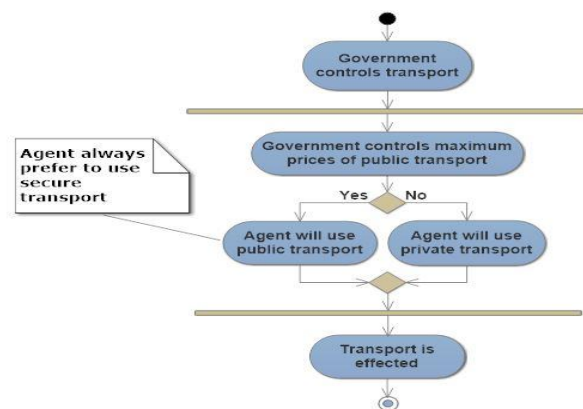 Government
controls transport
Government controls maximum
prices of public transport
Agent always
prefer to use
secure
transport
Yes
No
Agent will use
public transport
Agent will use
private transport
Transport is
effected